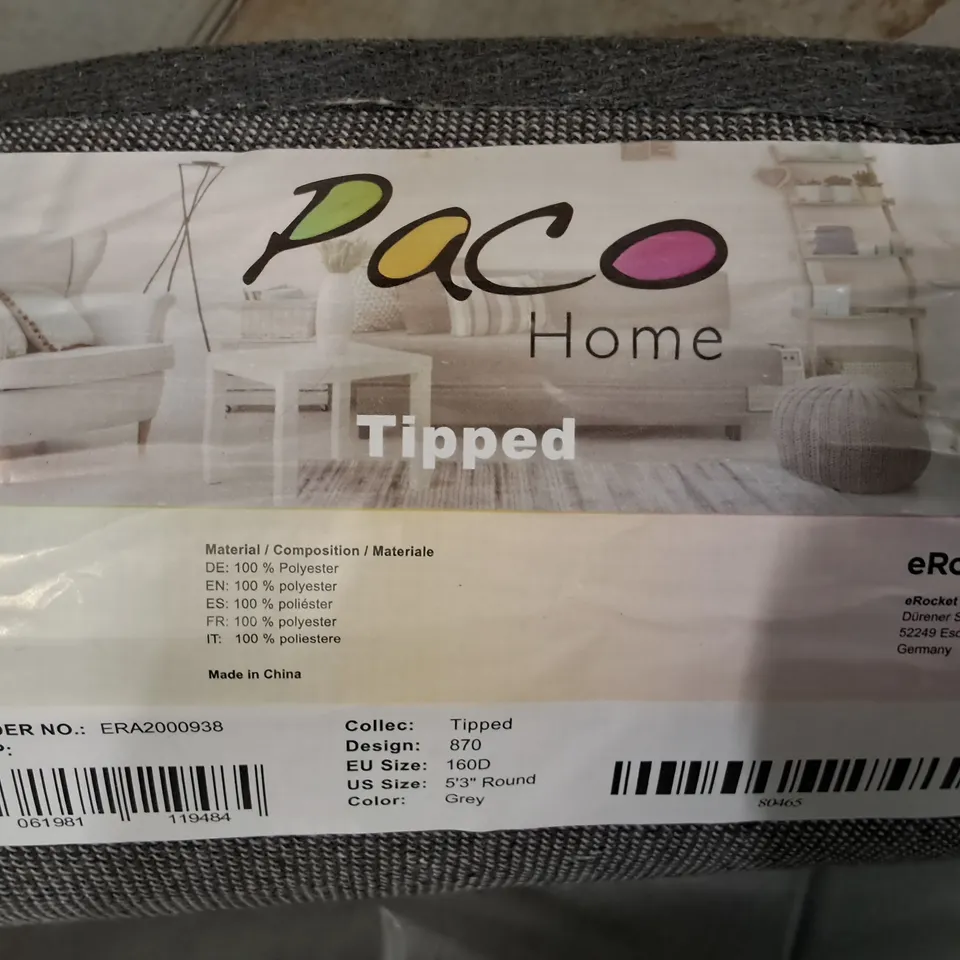 Paco
Home
Tipped
Material / Composition / Materiale
DE: 100 % Polyester
EN: 100 % polyester
ES: 100 % poliéster
FR: 100 % polyester
IT: 100 % poliestere
Made in China
eRo
eRocket
Dürener S
52249 Esc
Germany
DER NO.: ERA2000938
P:
061981 119484
Collec: Tipped
Design: 870
EU Size: 160D
US Size: 5'3" Round
Color: Grey
80465